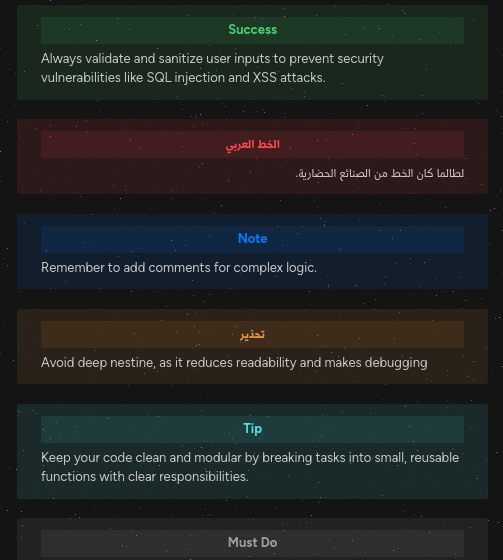 Success
Always validate and sanitize user inputs to prevent security
vulnerabilities like SQL injection and XSS attacks.
الخط العربي
لطالما كان الخط من الصنائع الحضارية.
Note
Remember to add comments for complex logic.
تحذير
Avoid deep nestine, as it reduces readability and makes debugging
Tip
Keep your code clean and modular by breaking tasks into small, reusable
functions with clear responsibilities.
Must Do